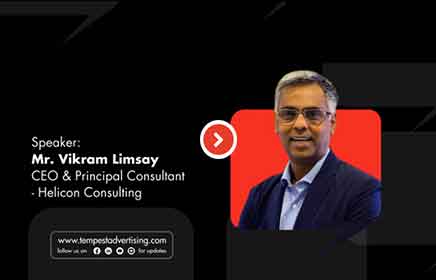 Speaker:
Mr. Vikram Limsay
CEO & Principal Consultant
- Helicon Consulting
www.tempestadvertising.com
follow us on for updates